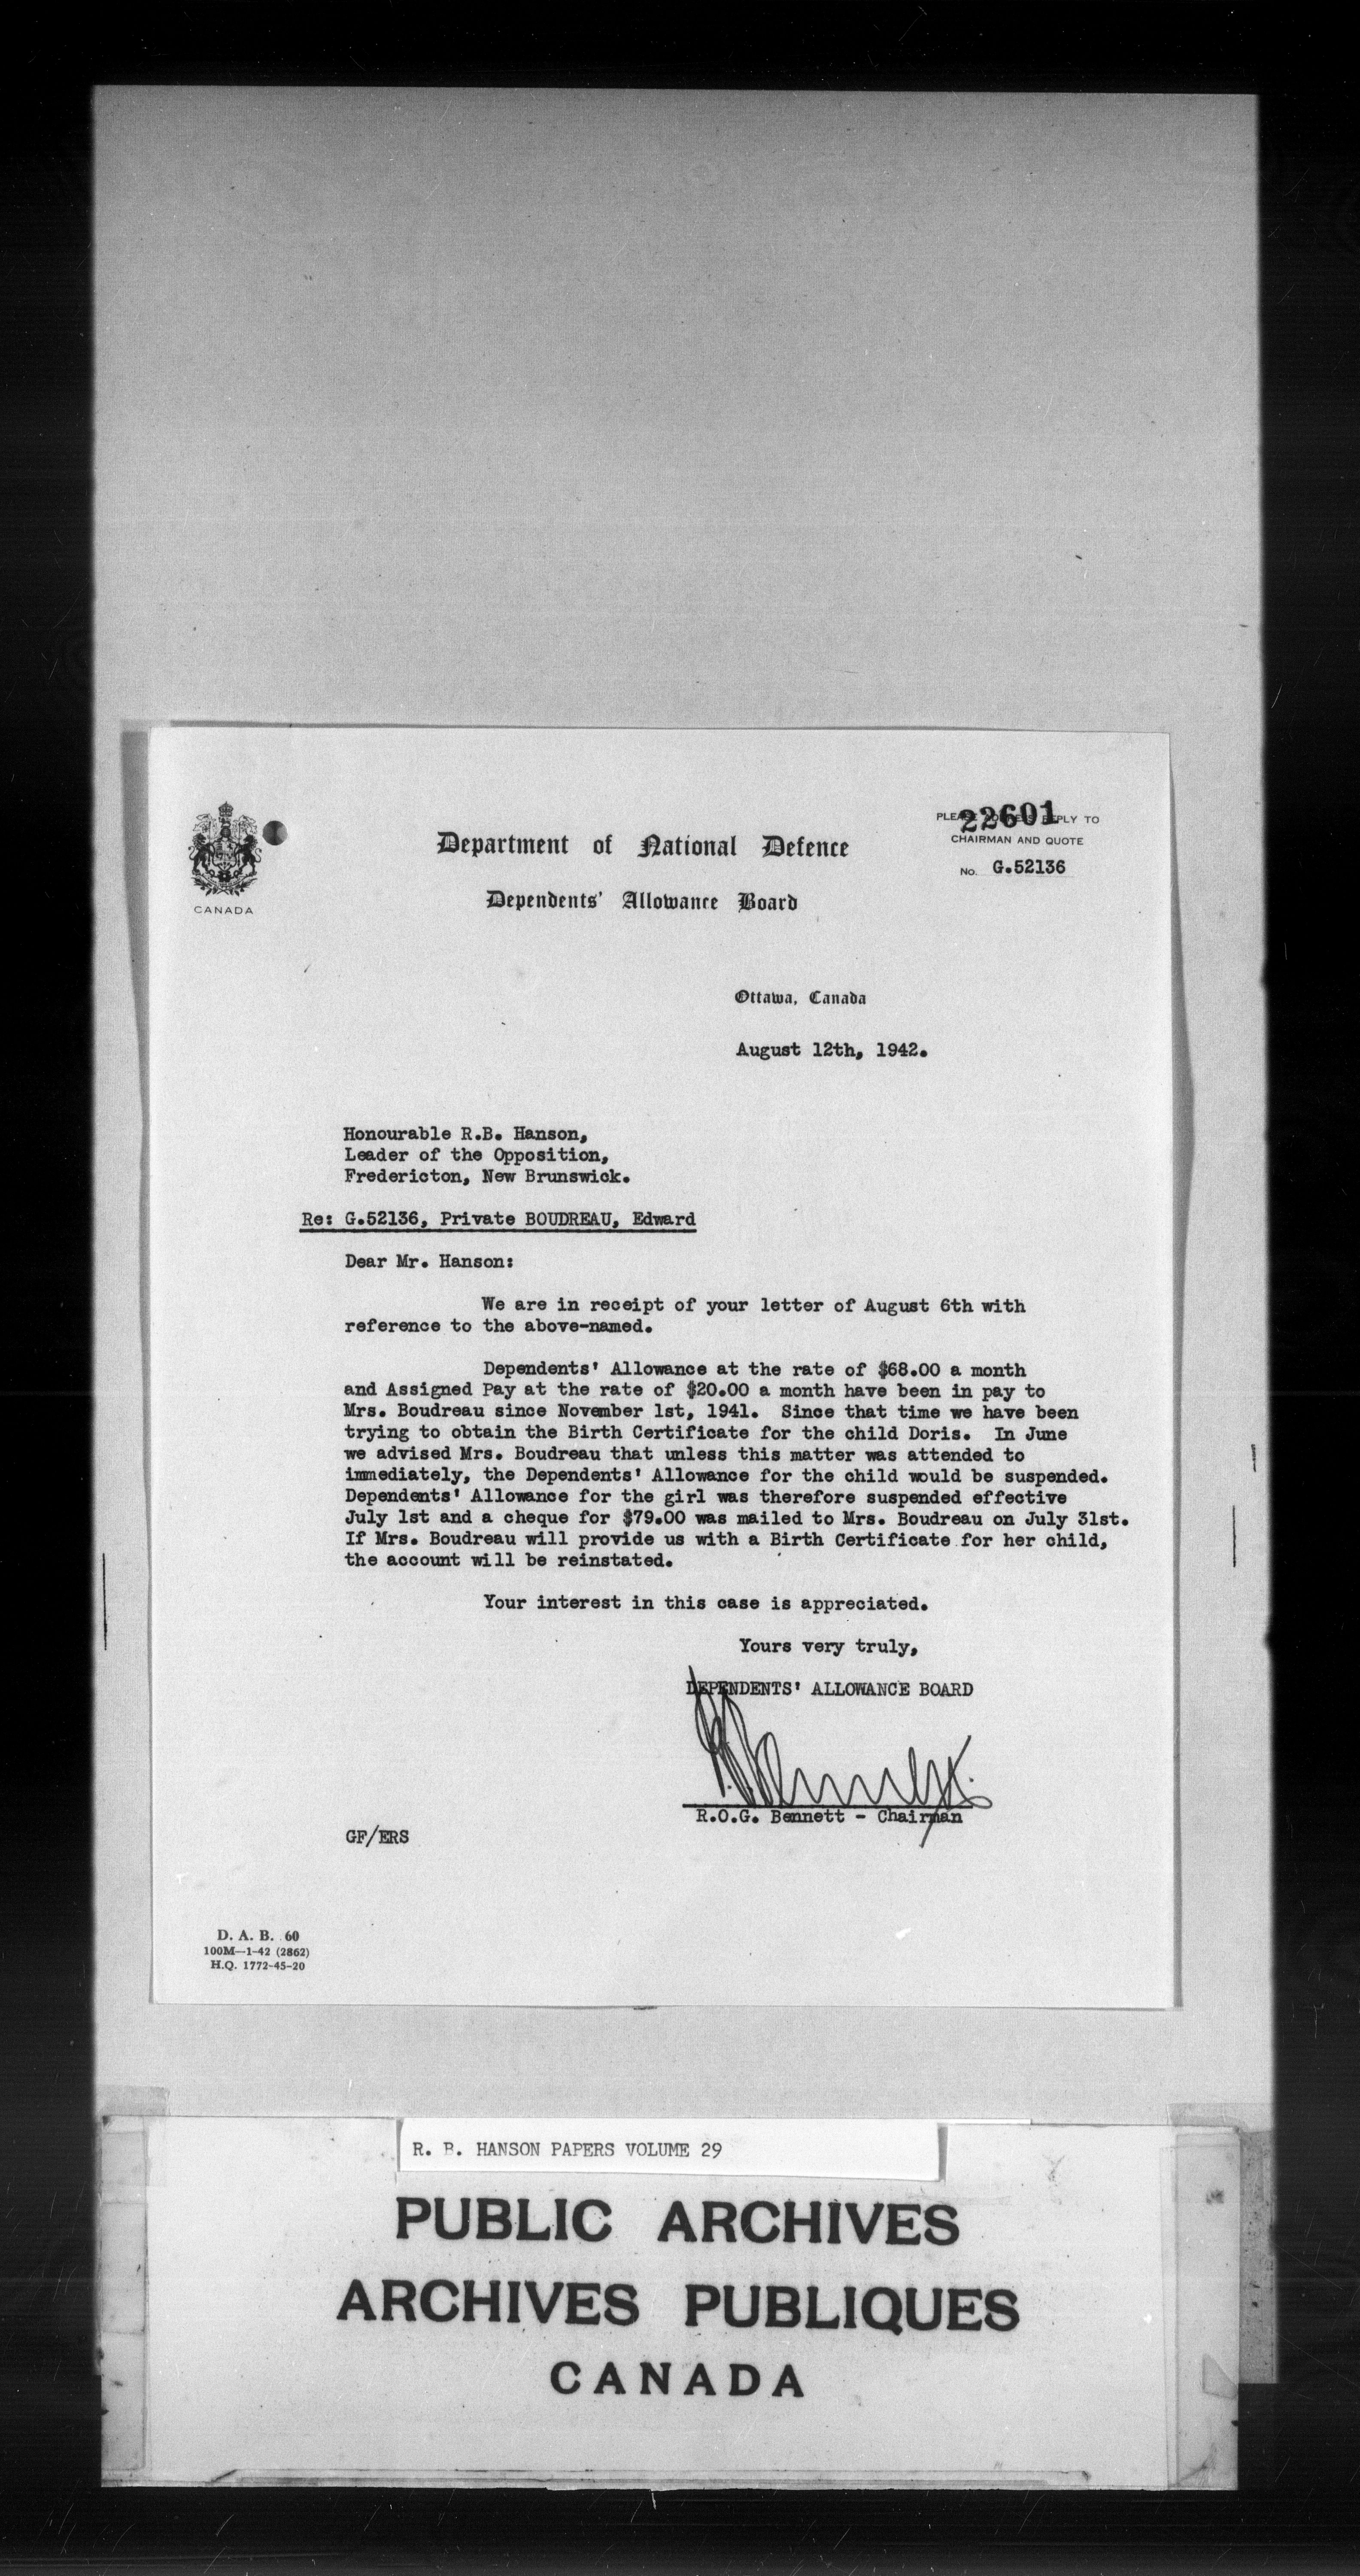 22601
PLEASE ADDRESS REPLY TO
CHAIRMAN AND QUOTE
No. G.52136
CANADA
Department of National Defence
Dependents' Allowance Board
Ottawa, Canada
August 12th, 1942.
Honourable R.B. Hanson,
Leader of the Opposition,
Fredericton, New Brunswick.
Re: G.52136, Private BOUDREAU, Edward
Dear Mr. Hanson:
We are in receipt of your letter of August 6th with
reference to the above-named.
Dependents' Allowance at the rate of $68.00 a month
and Assigned Pay at the rate of $20.00 a month have been in pay to
Mrs. Boudreau since November 1st, 1941. Since that time we have been
trying to obtain the Birth Certificate for the child Doris. In June
we advised Mrs. Boudreau that unless this matter was attended to
immediately, the Dependents' Allowance for the child would be suspended.
Dependents' Allowance for the girl was therefore suspended effective
July 1st and a cheque for $79.00 was mailed to Mrs. Boudreau on July 31st.
If Mrs. Boudreau will provide us with a Birth Certificate for her child,
the account will be reinstated.
Your interest in this case is appreciated.
Yours very truly,
DEPENDENTS' ALLOWANCE BOARD
R.O.G. Bennett - Chairman
GF/ERS
D. A. B. 60
100M—1-42 (2862)
H.Q. 1772-45-20
R. B. HANSON PAPERS VOLUME 29
PUBLIC ARCHIVES
ARCHIVES PUBLIQUES
CANADA